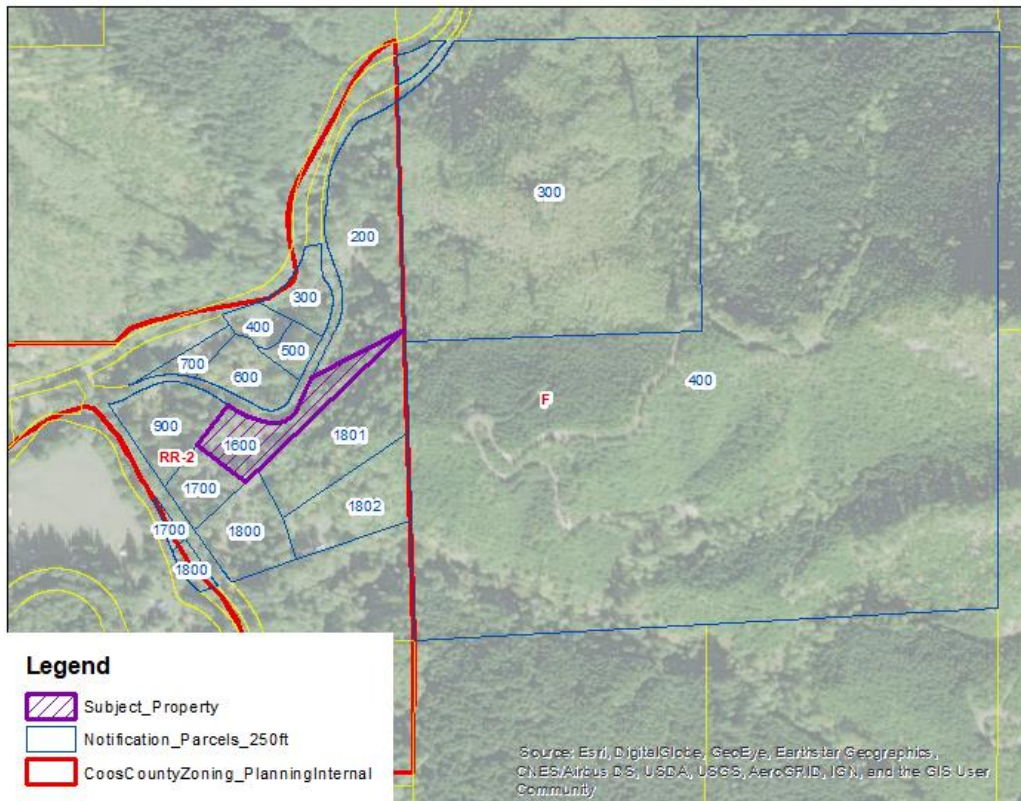 300
200
300
400
500
700
600
400
F
900
1801
1600
RR-2
1700
1802
1700
1800
1800
Legend
Subject_Property
Notification_Parcels_250ft
CoosCountyZoning_PlanningInternal
Source: Esri, DigitalGlobe, GeoEye, Earthstar Geographics,
CNES/Airbus DS, USDA, USGS, AeroGRID, IGN, and the GIS User
Community